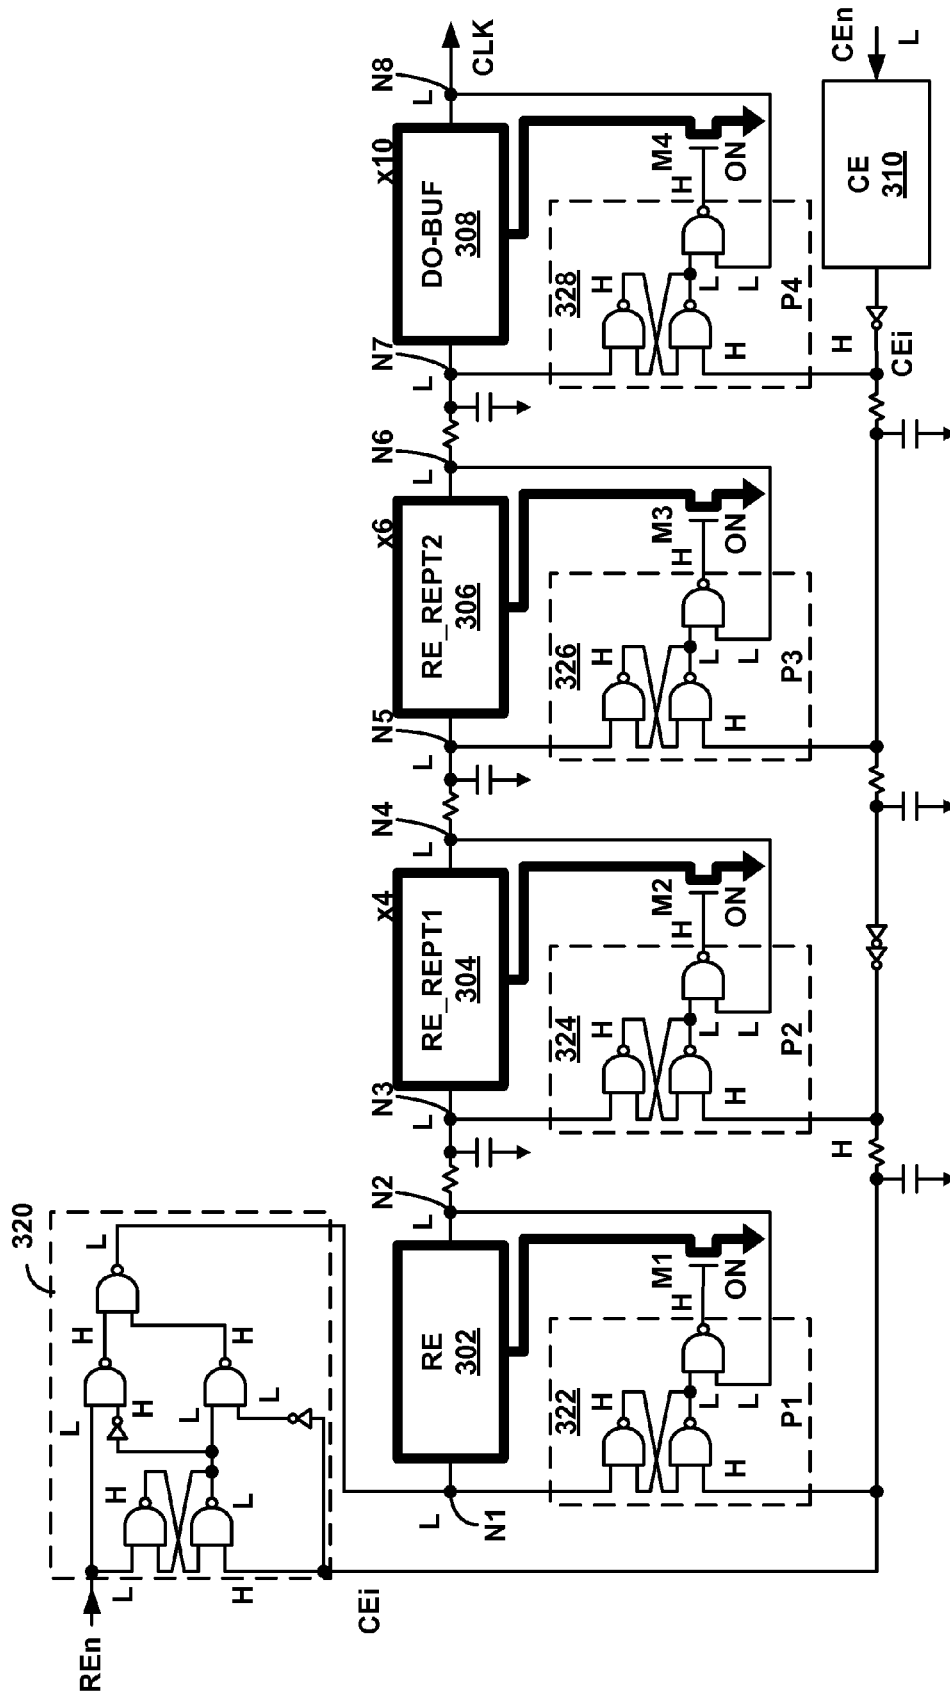 320
REn
L
H
H
L
L
H
L
H
L
H
L
CEi
L
N1
RE
302
L
N2
322
H
H
L
L
P1
H
M1
ON
L
N3
x4
RE_REPT1
304
L
N4
324
H
H
L
L
P2
H
M2
ON
L
N5
x6
RE_REPT2
306
L
N6
326
H
H
L
L
P3
H
M3
ON
L
N7
x10
DO-BUF
308
L
N8
CLK
328
H
H
L
L
P4
H
M4
ON
H
H
CEi
CE
310
CEn
L